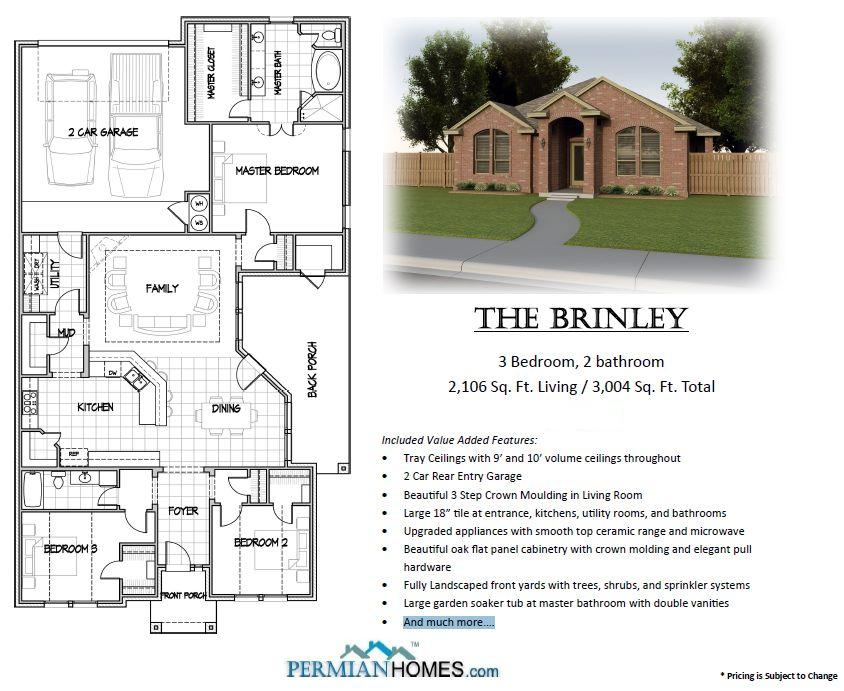 MASTER CLOSET
MASTER BATH
2 CAR GARAGE
MASTER BEDROOM
WH
WS
UTILITY
WASH DRY
FAMILY
MUD
DW
BACK PORCH
KITCHEN
DINING
REF
FOYER
BEDROOM 3
BEDROOM 2
FRONT PORCH
THE BRINLEY
3 Bedroom, 2 bathroom
2,106 Sq. Ft. Living / 3,004 Sq. Ft. Total
Included Value Added Features:
• Tray Ceilings with 9’ and 10’ volume ceilings throughout
• 2 Car Rear Entry Garage
• Beautiful 3 Step Crown Moulding in Living Room
• Large 18” tile at entrance, kitchens, utility rooms, and bathrooms
• Upgraded appliances with smooth top ceramic range and microwave
• Beautiful oak flat panel cabinetry with crown molding and elegant pull
hardware
• Fully Landscaped front yards with trees, shrubs, and sprinkler systems
• Large garden soaker tub at master bathroom with double vanities
• And much more….
PERMIANHOMES.com ™
* Pricing is Subject to Change